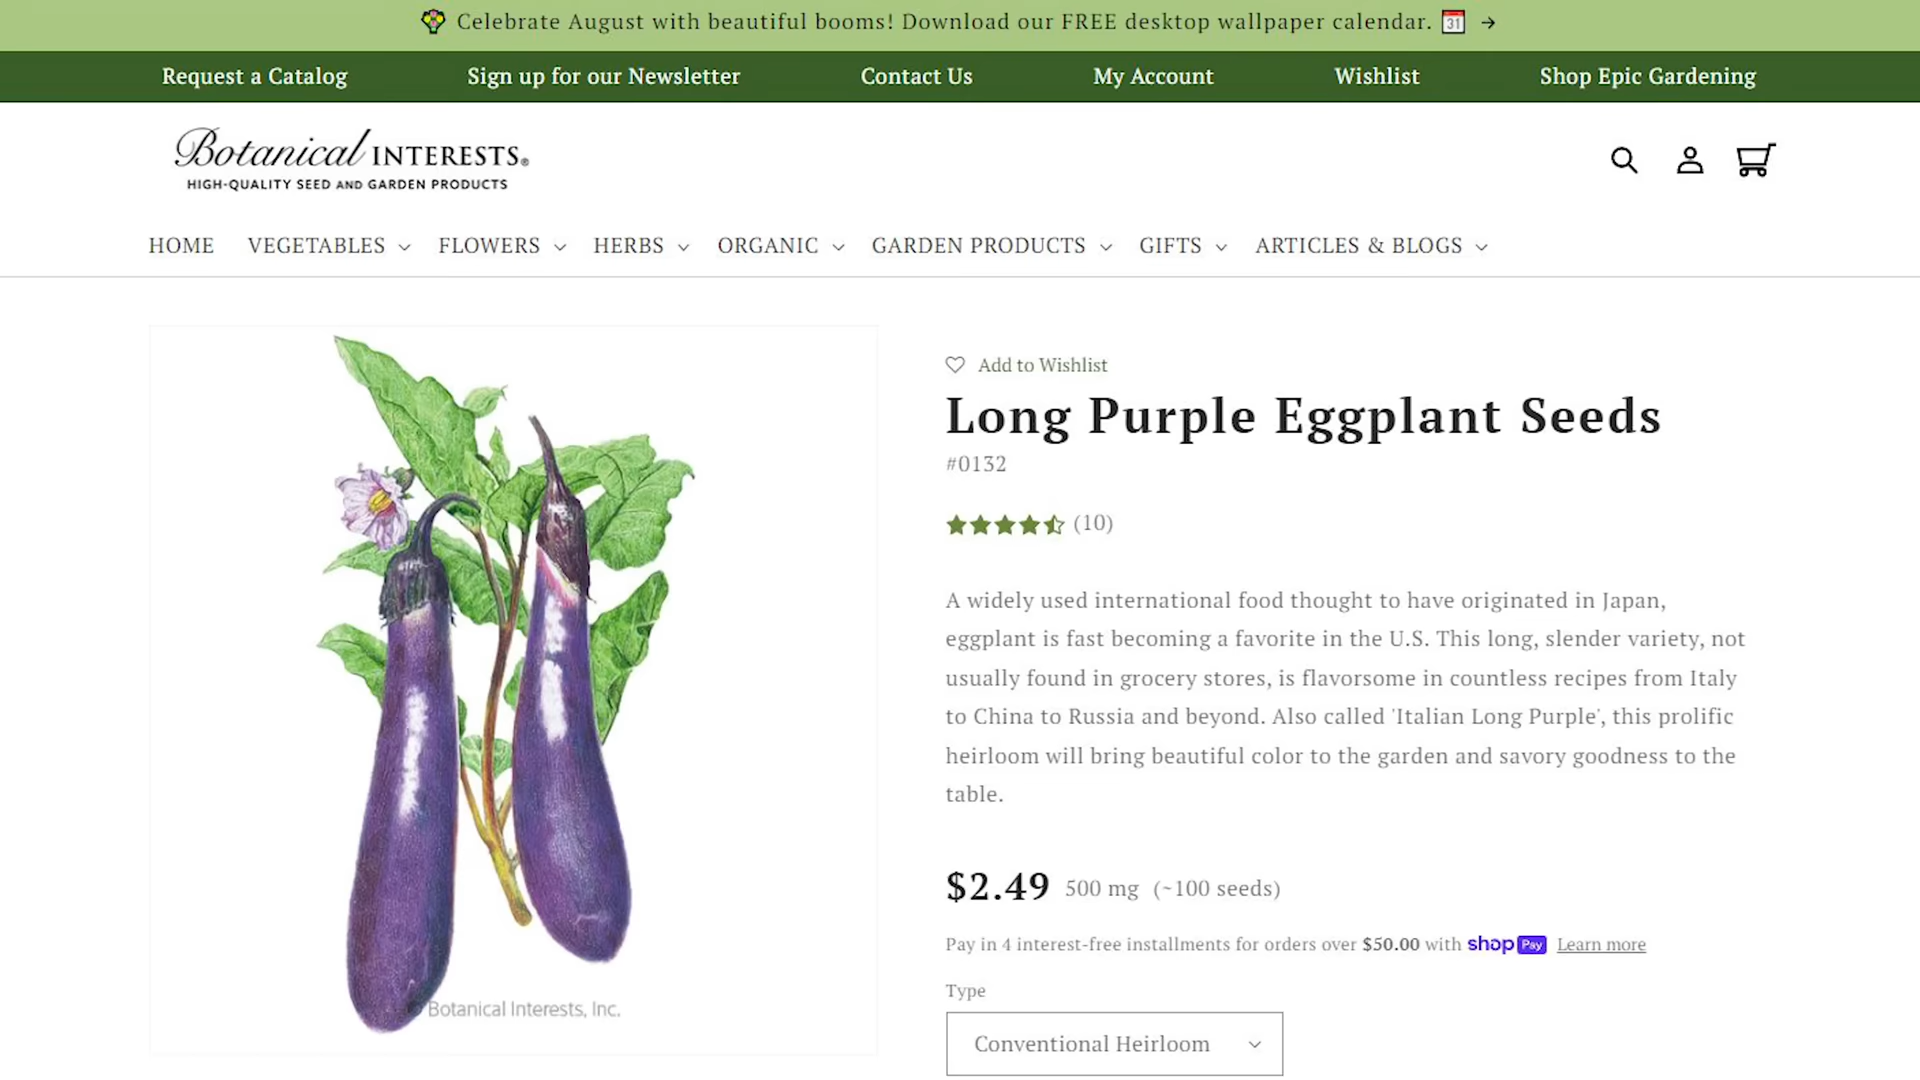 Celebrate August with beautiful booms! Download our FREE desktop wallpaper calendar. 31 →
Request a Catalog
Sign up for our Newsletter
Contact Us
My Account
Wishlist
Shop Epic Gardening
Botanical INTERESTS®
HIGH-QUALITY SEED AND GARDEN PRODUCTS
HOME
VEGETABLES
FLOWERS
HERBS
ORGANIC
GARDEN PRODUCTS
GIFTS
ARTICLES & BLOGS
Add to Wishlist
Long Purple Eggplant Seeds
#0132
(10)
A widely used international food thought to have originated in Japan,
eggplant is fast becoming a favorite in the U.S. This long, slender variety, not
usually found in grocery stores, is flavorsome in countless recipes from Italy
to China to Russia and beyond. Also called 'Italian Long Purple', this prolific
heirloom will bring beautiful color to the garden and savory goodness to the
table.
$2.49 500 mg (~100 seeds)
Pay in 4 interest-free installments for orders over $50.00 with shop Pay Learn more
Type
Conventional Heirloom
© Botanical Interests, Inc.